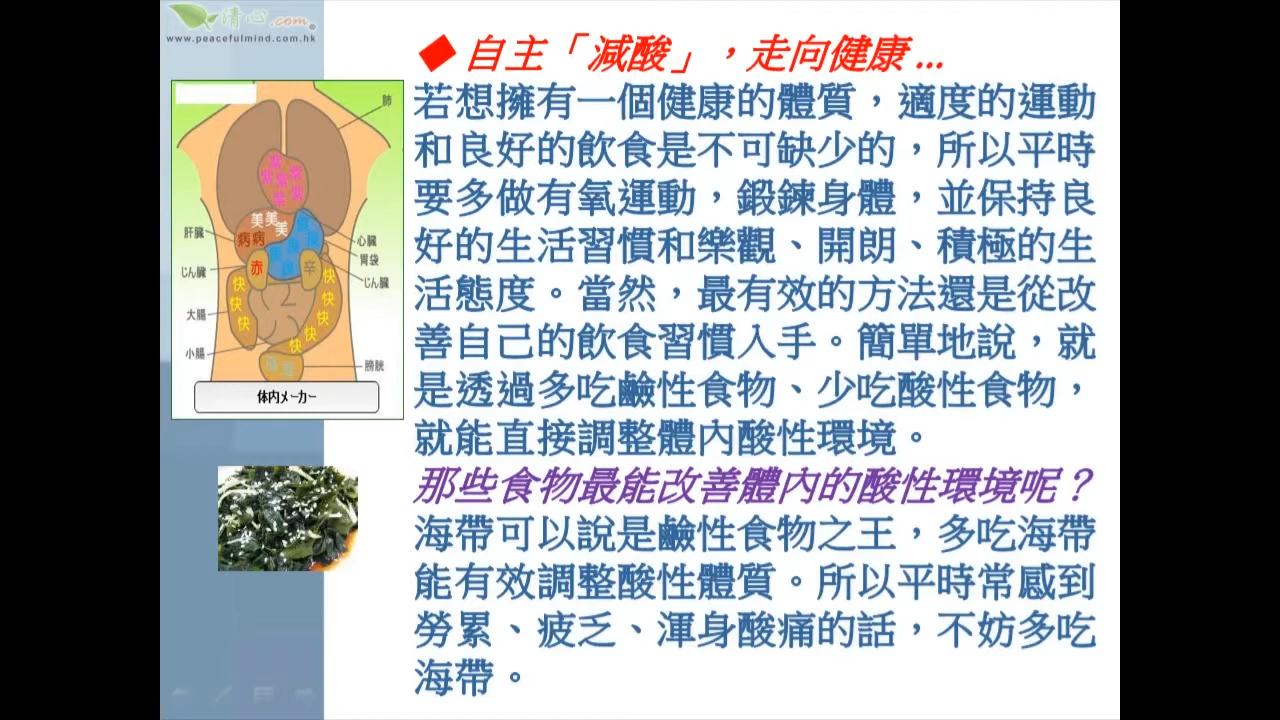 清心.com
www.peacefulmind.com.hk
◆ 自主「減酸」，走向健康...
若想擁有一個健康的體質，適度的運動
和良好的飲食是不可缺少的，所以平時
要多做有氧運動，鍛鍊身體，並保持良
好的生活習慣和樂觀、開朗、積極的生
活態度。當然，最有效的方法還是從改
善自己的飲食習慣入手。簡單地說，就
是透過多吃鹼性食物、少吃酸性食物，
就能直接調整體內酸性環境。
那些食物最能改善體內的酸性環境呢？
海帶可以說是鹼性食物之王，多吃海帶
能有效調整酸性體質。所以平時常感到
勞累、疲乏、渾身酸痛的話，不妨多吃
海帶。
肺
美美美
肝臓
病病
心臓
胃袋
じん臓
赤
辛
じん臓
快快快
快快快快快
大腸
小腸
膀胱
体内メーカー